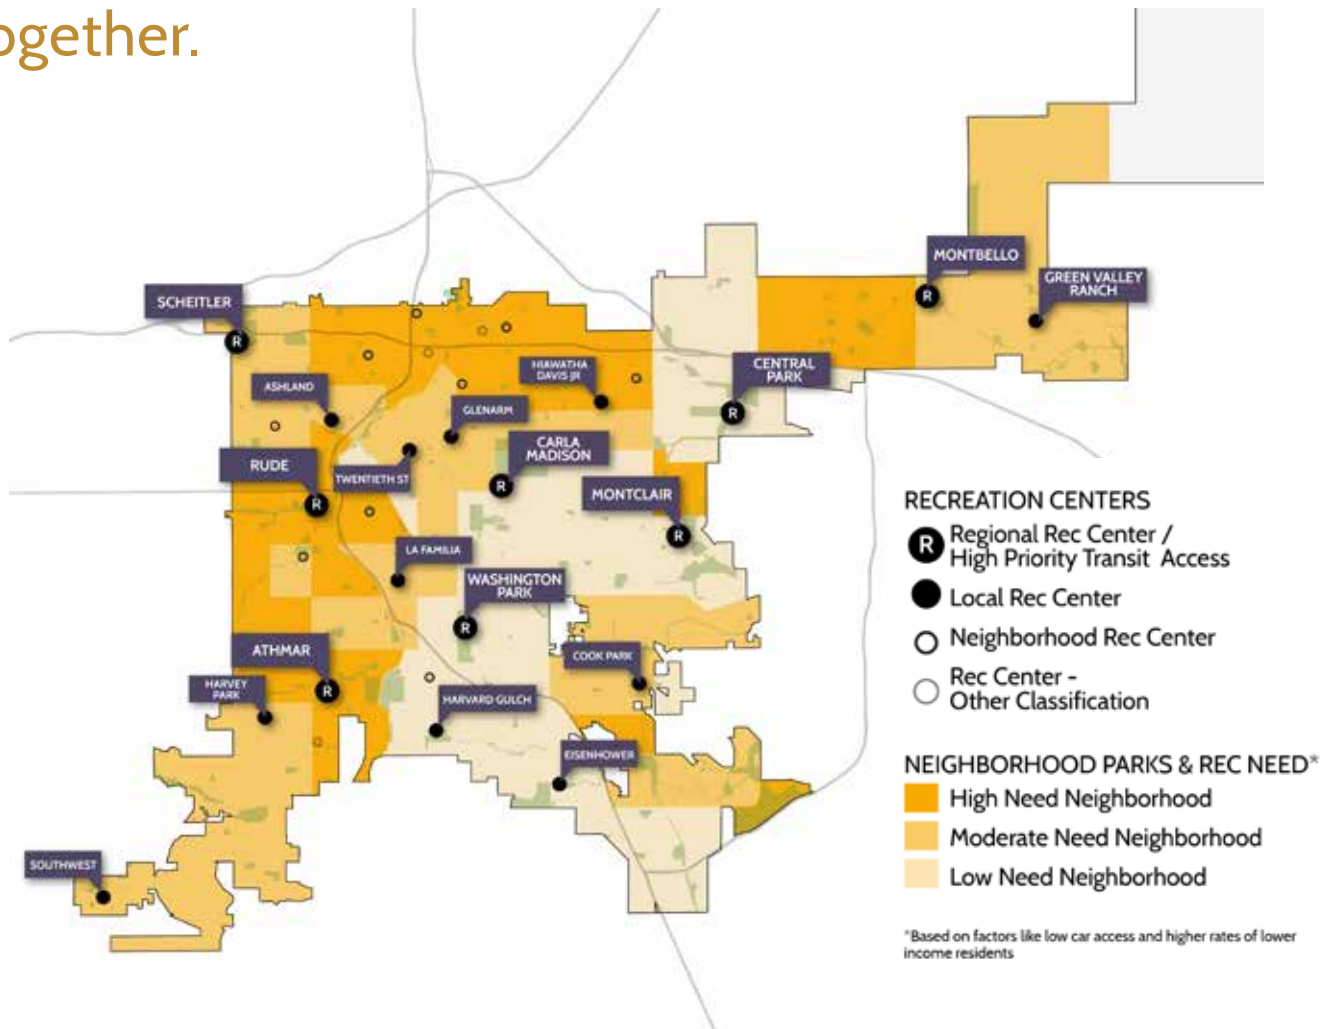 ogether.
MONTBELLO
GREEN VALLEY
RANCH
SCHEITLER
CENTRAL
PARK
HIAWATHA
DAVIS JR
ASHLAND
GLENARM
CARLA
MADISON
RUDE
TWENTIETH ST
MONTCLAIR
LA FAMILIA
WASHINGTON
PARK
ATHMAR
COOK PARK
HARVEY
PARK
HARVARD GULCH
EISENHOWER
SOUTHWEST
R
R
R
R
R
R
R
R
RECREATION CENTERS
R Regional Rec Center /
High Priority Transit Access
Local Rec Center
Neighborhood Rec Center
Rec Center -
Other Classification
NEIGHBORHOOD PARKS & REC NEED*
High Need Neighborhood
Moderate Need Neighborhood
Low Need Neighborhood
*Based on factors like low car access and higher rates of lower
income residents